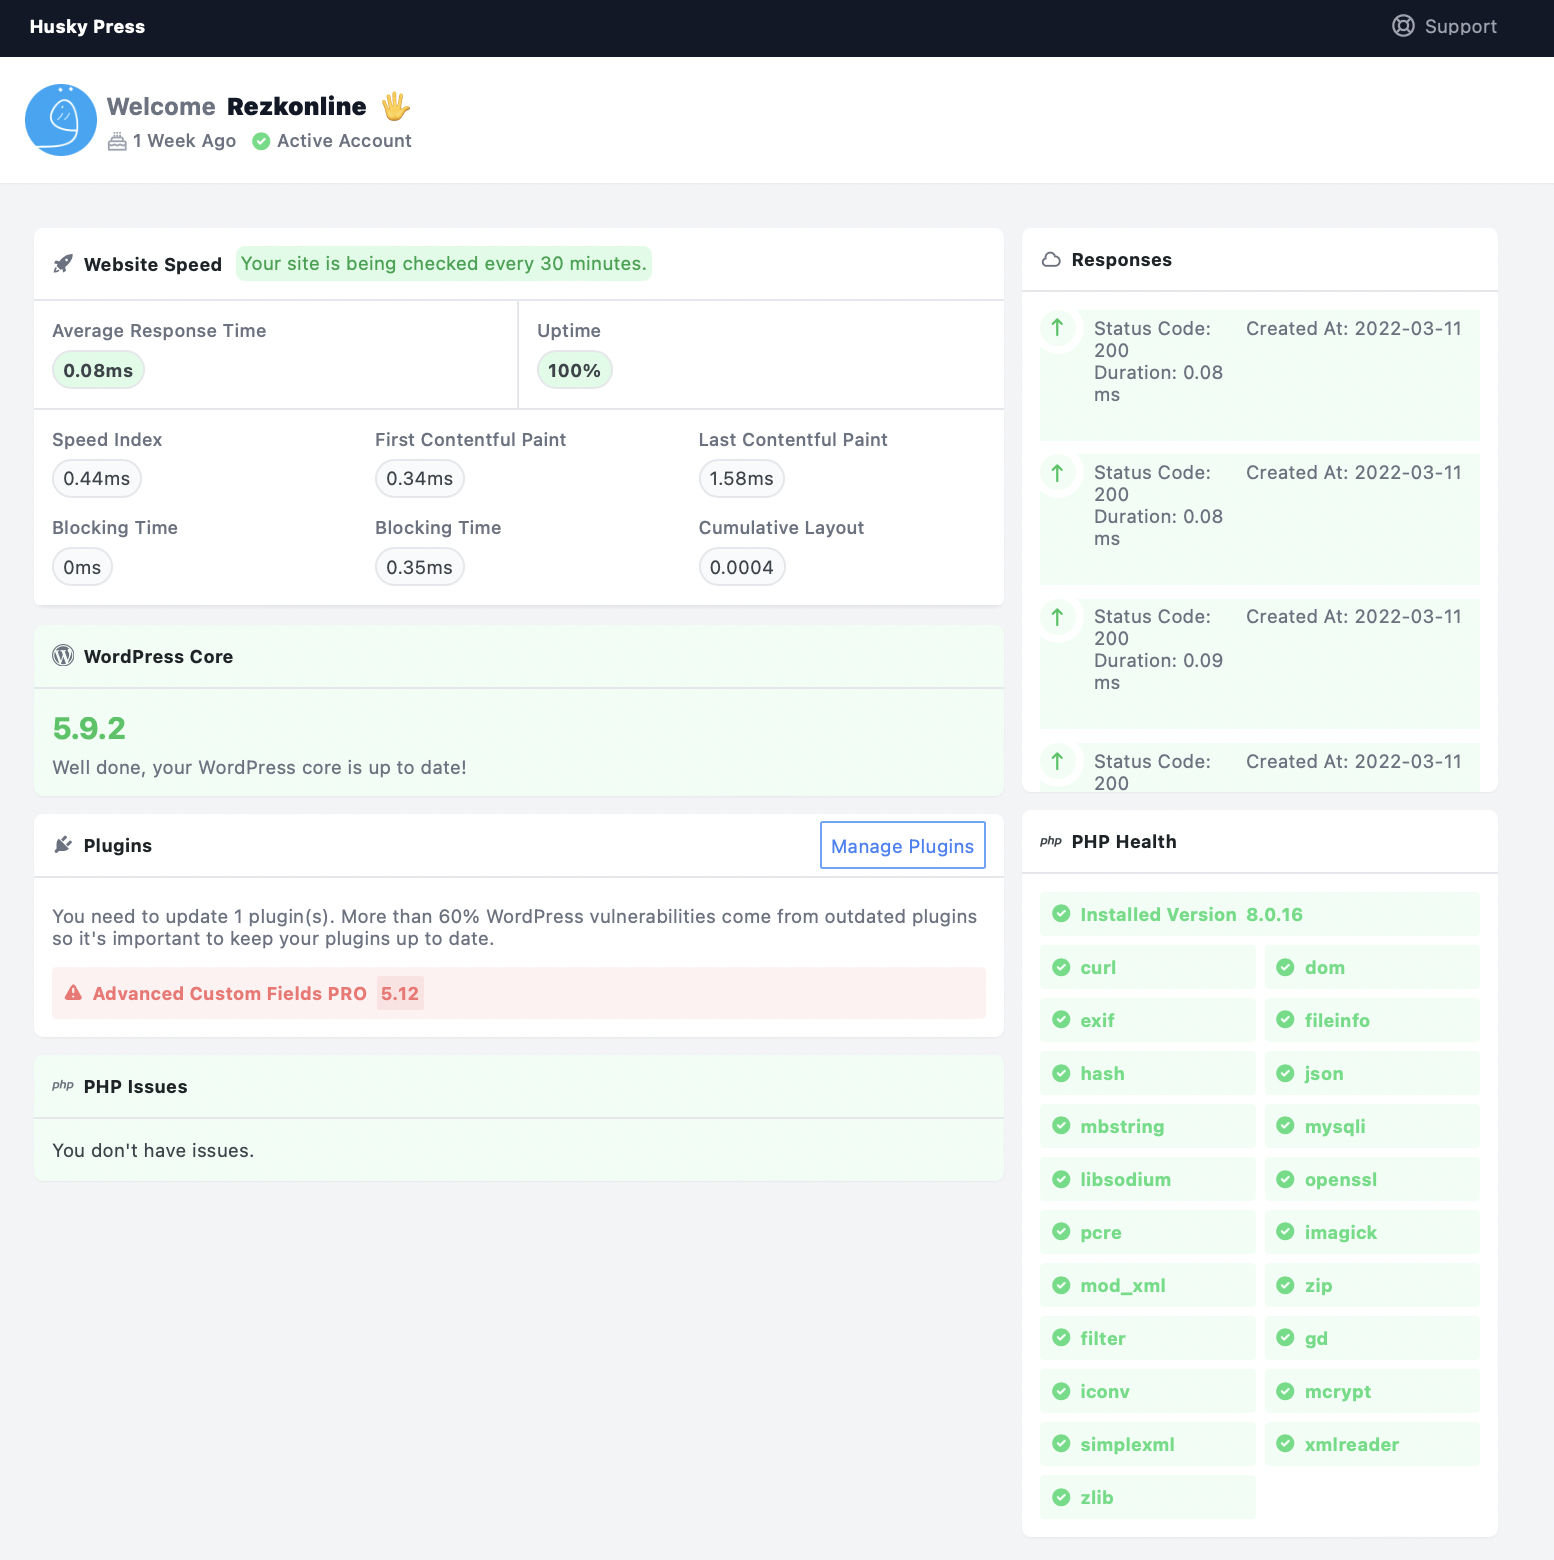 Husky Press
Support
Welcome Rezkonline
1 Week Ago Active Account
Website Speed Your site is being checked every 30 minutes.
Average Response Time
0.08ms
Uptime
100%
Speed Index
0.44ms
First Contentful Paint
0.34ms
Last Contentful Paint
1.58ms
Blocking Time
0ms
Blocking Time
0.35ms
Cumulative Layout
0.0004
WordPress Core
5.9.2
Well done, your WordPress core is up to date!
Plugins
Manage Plugins
You need to update 1 plugin(s). More than 60% WordPress vulnerabilities come from outdated plugins
so it's important to keep your plugins up to date.
Advanced Custom Fields PRO 5.12
php PHP Issues
You don't have issues.
Responses
Status Code:
200
Duration: 0.08
ms
Created At: 2022-03-11
Status Code:
200
Duration: 0.08
ms
Created At: 2022-03-11
Status Code:
200
Duration: 0.09
ms
Created At: 2022-03-11
Status Code:
200
Created At: 2022-03-11
php PHP Health
Installed Version 8.0.16
curl
dom
exif
fileinfo
hash
json
mbstring
mysqli
libsodium
openssl
pcre
imagick
mod_xml
zip
filter
gd
iconv
mcrypt
simplexml
xmlreader
zlib